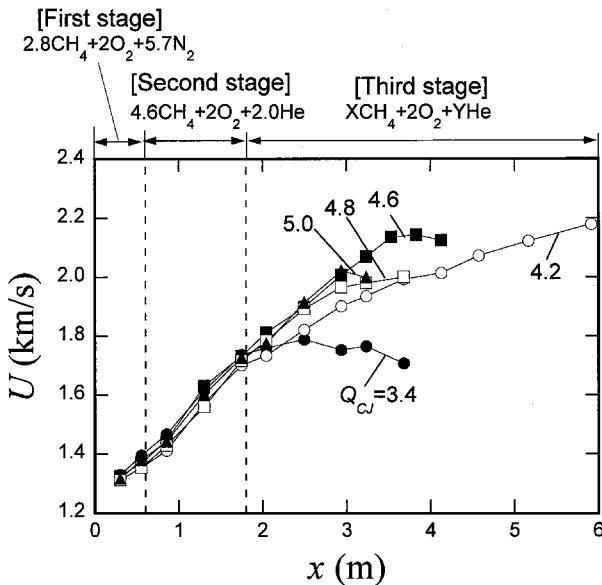 [First stage]
2.8CH₄+2O₂+5.7N₂
[Second stage]
4.6CH₄+2O₂+2.0He
[Third stage]
XCH₄+2O₂+YHe
2.4
2.2
2.0
1.8
1.6
1.4
1.2
U (km/s)
5.0
4.8
4.6
4.2
Q_CJ=3.4
0
1
2
3
4
5
6
x (m)